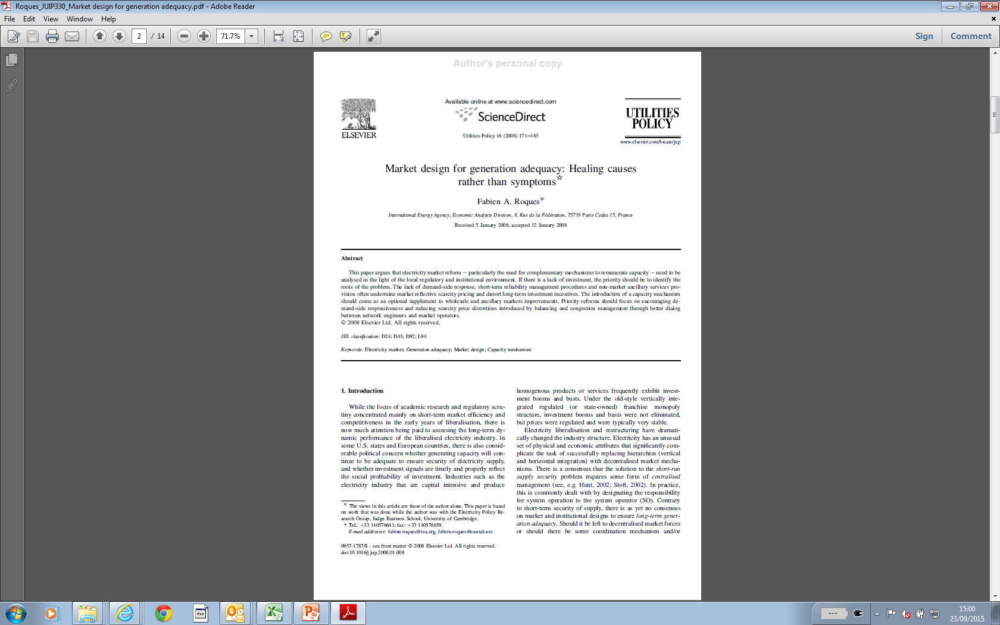 Roques_JUIP330_Market design for generation adequacy.pdf - Adobe Reader
File Edit View Window Help
2 / 14 71.7% Sign Comment
Author's personal copy
Available online at www.sciencedirect.com
ScienceDirect
ELSEVIER
Utilities Policy 16 (2008) 171–183
UTILITIES
POLICY
www.elsevier.com/locate/jup
Market design for generation adequacy: Healing causes
rather than symptoms☆
Fabien A. Roques*
International Energy Agency, Economic Analysis Division, 9, Rue de la Fédération, 75739 Paris Cedex 15, France
Received 5 January 2008; accepted 12 January 2008
Abstract
This paper argues that electricity market reform – particularly the need for complementary mechanisms to remunerate capacity – need to be
analysed in the light of the local regulatory and institutional environment. If there is a lack of investment, the priority should be to identify the
roots of the problem. The lack of demand-side response, short-term reliability management procedures and non-market ancillary services pro-
vision often undermine market reflective scarcity pricing and distort long-term investment incentives. The introduction of a capacity mechanism
should come as an optional supplement to wholesale and ancillary markets improvements. Priority reforms should focus on encouraging de-
mand-side responsiveness and reducing scarcity price distortions introduced by balancing and congestion management through better dialog
between network engineers and market operators.
© 2008 Elsevier Ltd. All rights reserved.
JEL classification: D24; D43; D92; L94
Keywords: Electricity market; Generation adequacy; Market design; Capacity mechanism
1. Introduction
While the focus of academic research and regulatory scru-
tiny concentrated mainly on short-term market efficiency and
competitiveness in the early years of liberalisation, there is
now much attention being paid to assessing the long-term dy-
namic performance of the liberalised electricity industry. In
some U.S. states and European countries, there is also consid-
erable political concern whether generating capacity will con-
tinue to be adequate to ensure security of electricity supply,
and whether investment signals are timely and properly reflect
the social profitability of investment. Industries such as the
electricity industry that are capital intensive and produce
☆ The views in this article are those of the author alone. This paper is based
on work that was done while the author was with the Electricity Policy Re-
search Group, Judge Business School, University of Cambridge.
* Tel.: +33 140576641; fax: +33 140576659.
E-mail addresses: fabien.roques@iea.org, fabien.roques@cantab.net
0957-1787/$ - see front matter © 2008 Elsevier Ltd. All rights reserved.
doi:10.1016/j.jup.2008.01.008
homogenous products or services frequently exhibit invest-
ment booms and busts. Under the old-style vertically inte-
grated regulated (or state-owned) franchise monopoly
structure, investment booms and busts were not eliminated,
but prices were regulated and were typically very stable.
Electricity liberalisation and restructuring have dramati-
cally changed the industry structure. Electricity has an unusual
set of physical and economic attributes that significantly com-
plicate the task of successfully replacing hierarchies (vertical
and horizontal integration) with decentralised market mecha-
nisms. There is a consensus that the solution to the short-run
supply security problem requires some form of centralised
management (see, e.g. Hunt, 2002; Stoft, 2002). In practice,
this is commonly dealt with by designating the responsibility
for system operation to the system operator (SO). Contrary
to short-term security of supply, there is as yet no consensus
on market and institutional designs to ensure long-term gener-
ation adequacy. Should it be left to decentralised market forces
or should there be some coordination mechanism and/or
---
15:00
23/09/2015